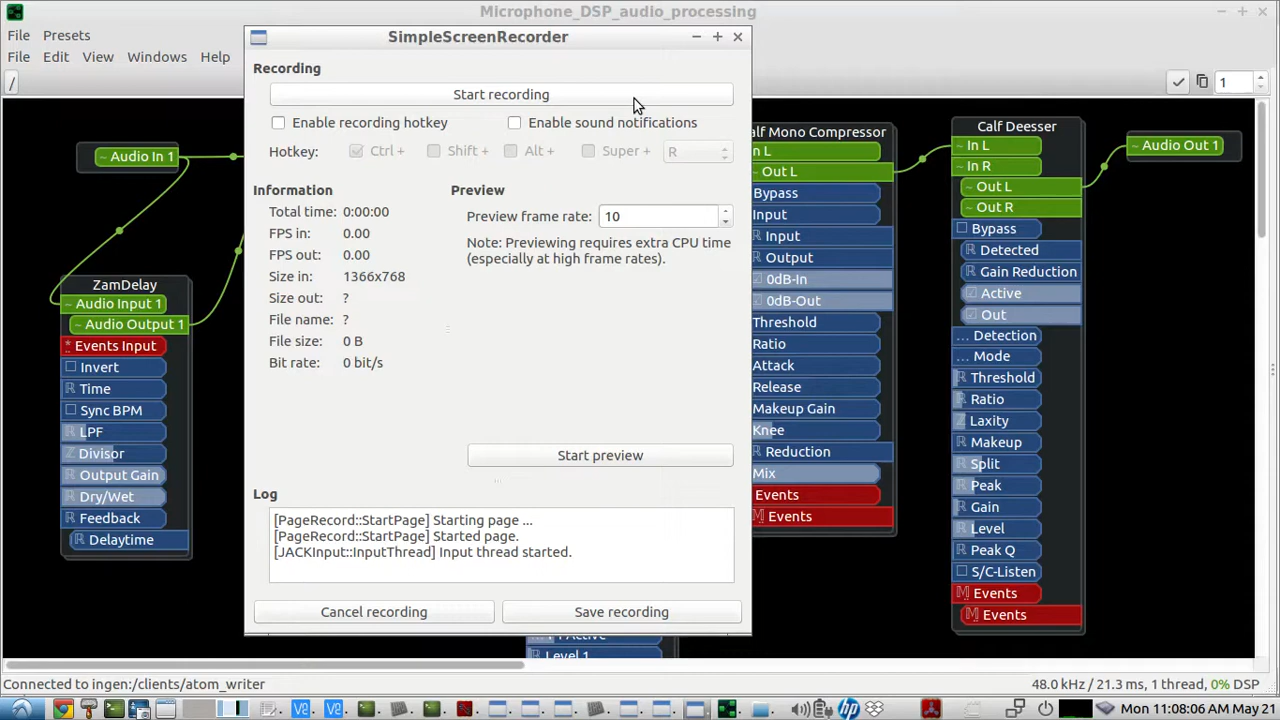 Microphone_DSP_audio_processing
File Presets
File Edit View Windows Help
/
1
SimpleScreenRecorder
Recording
Start recording
Enable recording hotkey
Enable sound notifications
Hotkey: Ctrl + Shift + Alt + Super + R
Information
Total time: 0:00:00
FPS in: 0.00
FPS out: 0.00
Size in: 1366x768
Size out: ?
File name: ?
File size: 0 B
Bit rate: 0 bit/s
Preview
Preview frame rate: 10
Note: Previewing requires extra CPU time
(especially at high frame rates).
Start preview
Log
[PageRecord::StartPage] Starting page ...
[PageRecord::StartPage] Started page.
[JACKInput::InputThread] Input thread started.
Cancel recording
Save recording
~ Audio In 1
ZamDelay
~ Audio Input 1
~ Audio Output 1
Events Input
Invert
Time
Sync BPM
LPF
Divisor
Output Gain
Dry/Wet
Feedback
Delaytime
Mono Compressor
In L
Out L
Bypass
Input
Input
Output
0dB-In
0dB-Out
Threshold
Ratio
Attack
Release
Makeup Gain
Knee
Reduction
Mix
Events
Events
Level 1
Calf Deesser
~ In L
~ In R
~ Out L
~ Out R
Bypass
Detected
Gain Reduction
Active
Out
... Detection
... Mode
Threshold
Ratio
Laxity
Makeup
Split
Peak
Gain
Level
Peak Q
S/C-Listen
Events
Events
~ Audio Out 1
Connected to ingen:/clients/atom_writer
48.0 kHz / 21.3 ms, 1 thread, 0% DSP
Mon, 11:08:06 AM, May 21